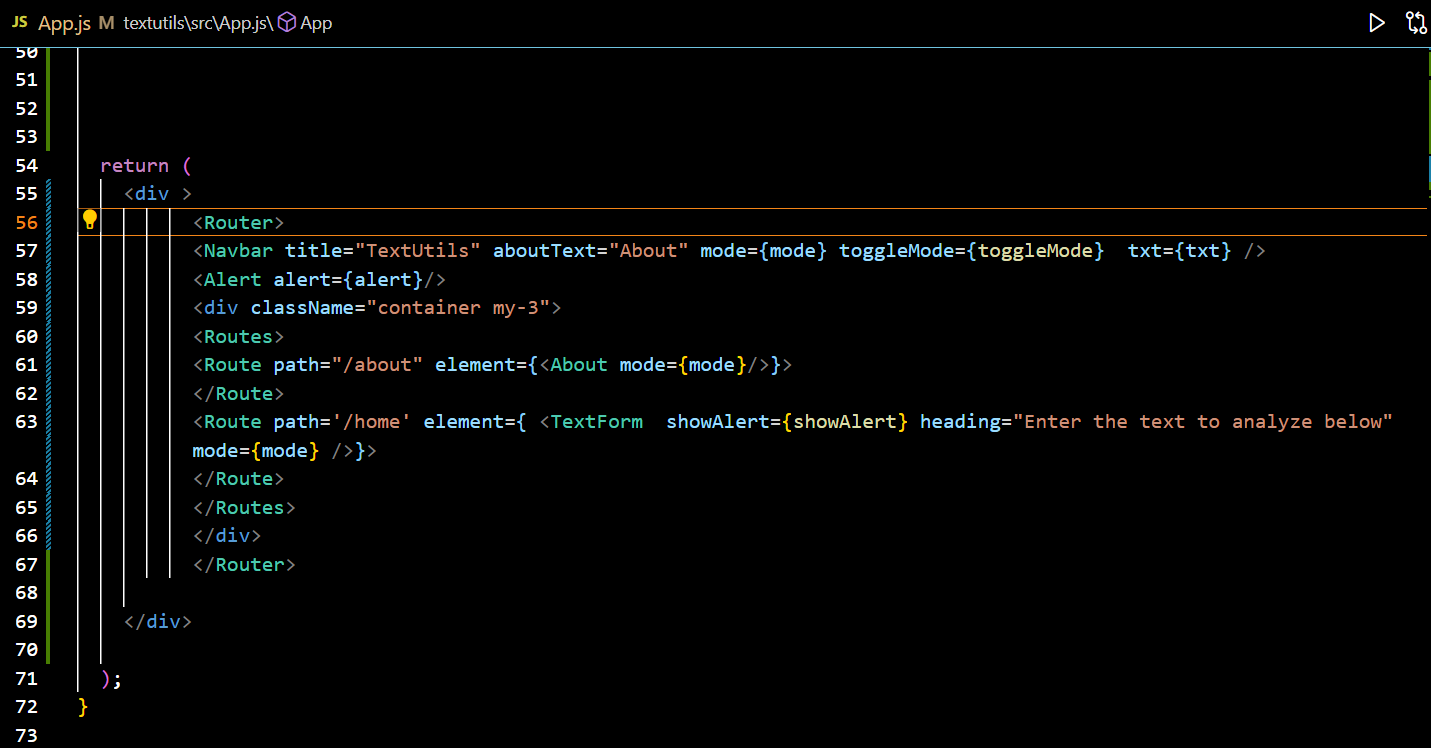 JS App.js M textutils\src\App.js\ App
50
51
52
53
54 return (
55 <div >
56 <Router>
57 <Navbar title="TextUtils" aboutText="About" mode={mode} toggleMode={toggleMode}  txt={txt} />
58 <Alert alert={alert}/>
59 <div className="container my-3">
60 <Routes>
61 <Route path="/about" element={<About mode={mode}/>}>
62 </Route>
63 <Route path='/home' element={ <TextForm  showAlert={showAlert} heading="Enter the text to analyze below"
mode={mode} />}>
64 </Route>
65 </Routes>
66 </div>
67 </Router>
68
69 </div>
70
71 );
72 }
73